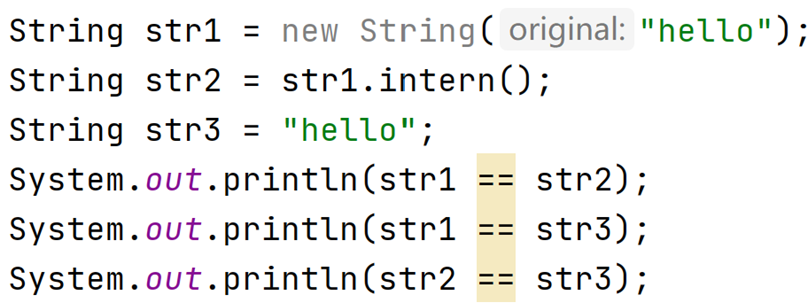 String str1 = new String( original: "hello");
String str2 = str1.intern();
String str3 = "hello";
System.out.println(str1 == str2);
System.out.println(str1 == str3);
System.out.println(str2 == str3);